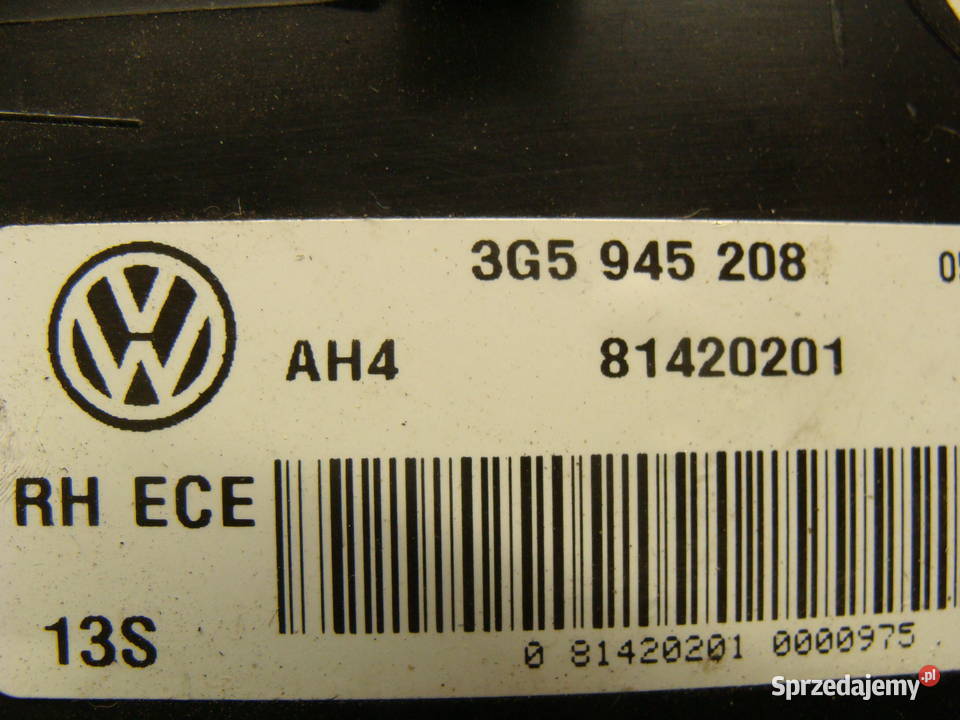 3G5 945 208
AH4 81420201
RH ECE
13S
0 81420201 0000975
Sprzedajemy.pl